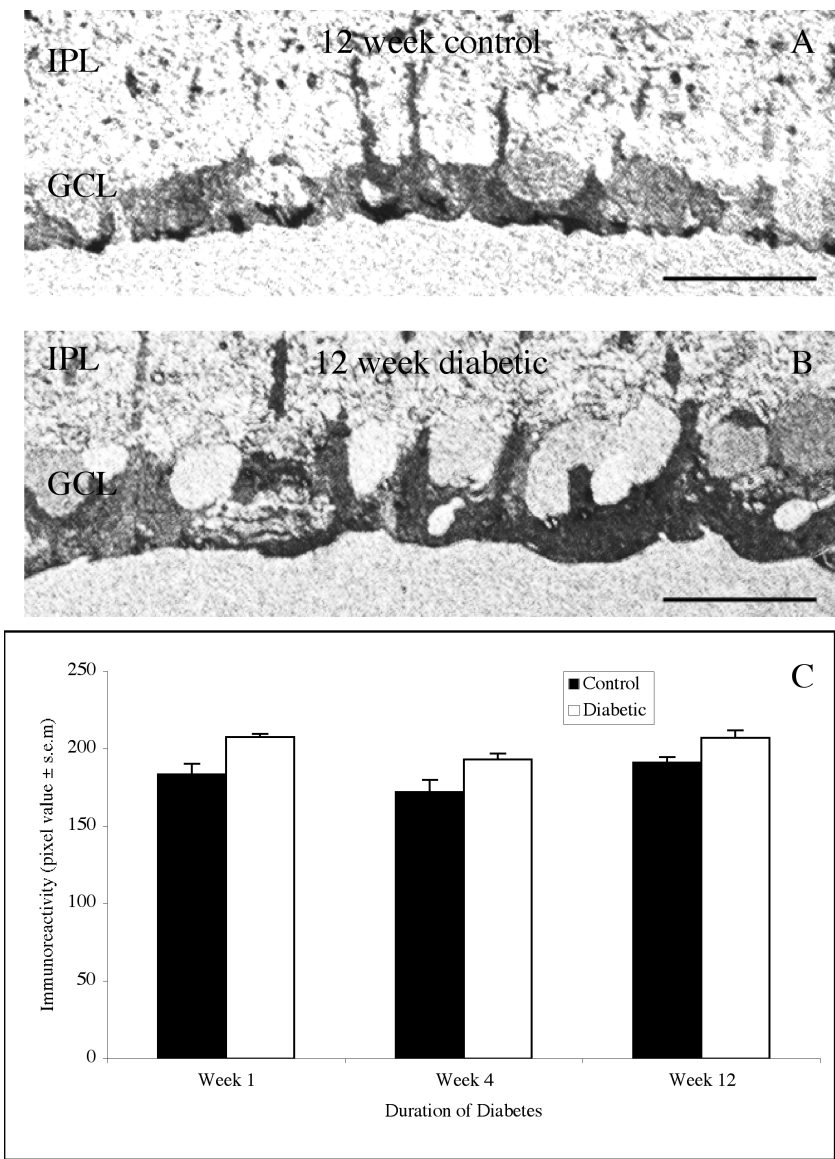 12 week control
A
IPL
GCL
12 week diabetic
B
IPL
GCL
C
Control
Diabetic
Immunoreactivity (pixel value ± s.e.m)
250
200
150
100
50
0
Week 1
Week 4
Week 12
Duration of Diabetes